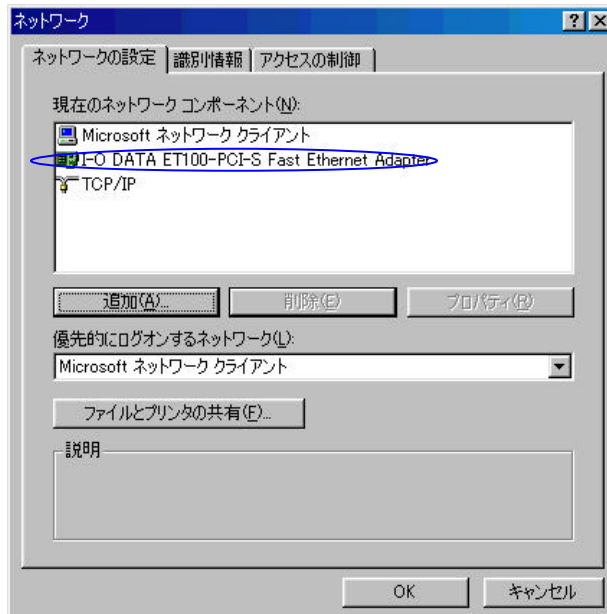 ネットワーク
ネットワークの設定 識別情報 アクセスの制御
現在のネットワーク コンポーネント(N):
Microsoft ネットワーク クライアント
I-O DATA ET100-PCI-S Fast Ethernet Adapter
TCP/IP
追加(A)... 削除(E) プロパティ(R)
優先的にログオンするネットワーク(L):
Microsoft ネットワーク クライアント
ファイルとプリンタの共有(F)...
説明
OK キャンセル